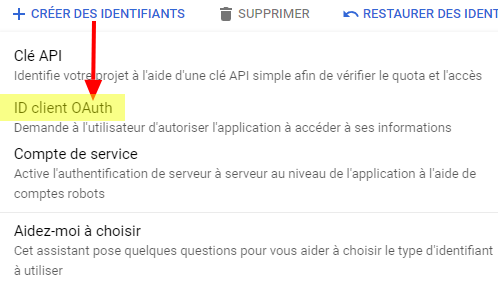 + CRÉER DES IDENTIFIANTS SUPPRIMER RESTAURER DES IDENT
Clé API
Identifie votre projet à l'aide d'une clé API simple afin de vérifier le quota et l'accès
ID client OAuth
Demande à l'utilisateur d'autoriser l'application à accéder à ses informations
Compte de service
Active l'authentification de serveur à serveur au niveau de l'application à l'aide de
comptes robots
Aidez-moi à choisir
Cet assistant pose quelques questions pour vous aider à choisir le type d'identifiant
à utiliser